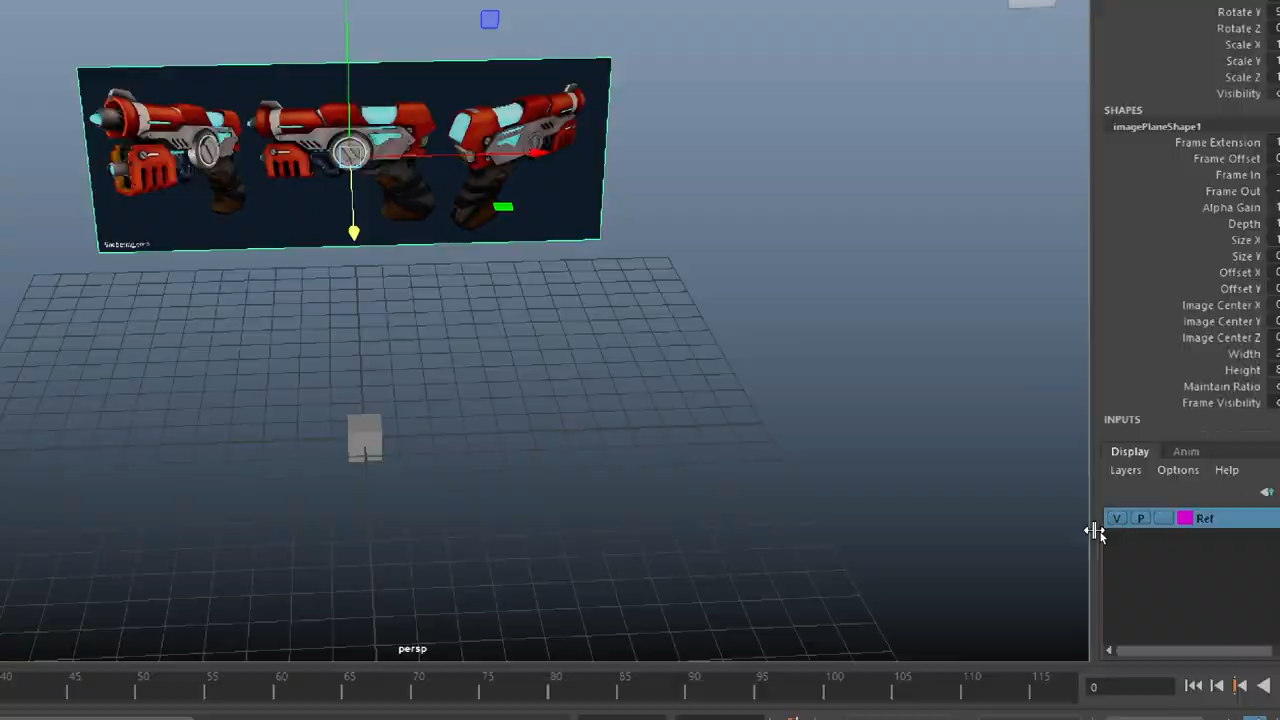 Rotate Y
Rotate Z
Scale X
Scale Y
Scale Z
Visibility
SHAPES
imagePlaneShape1
Frame Extension
Frame Offset
Frame In
Frame Out
Alpha Gain
Depth
Size X
Size Y
Offset X
Offset Y
Image Center X
Image Center Y
Image Center Z
Width
Height
Maintain Ratio
Frame Visibility
INPUTS
Display Anim
Layers Options Help
V P Ref
persp
40 45 50 55 60 65 70 75 80 85 90 95 100 105 110 115
0